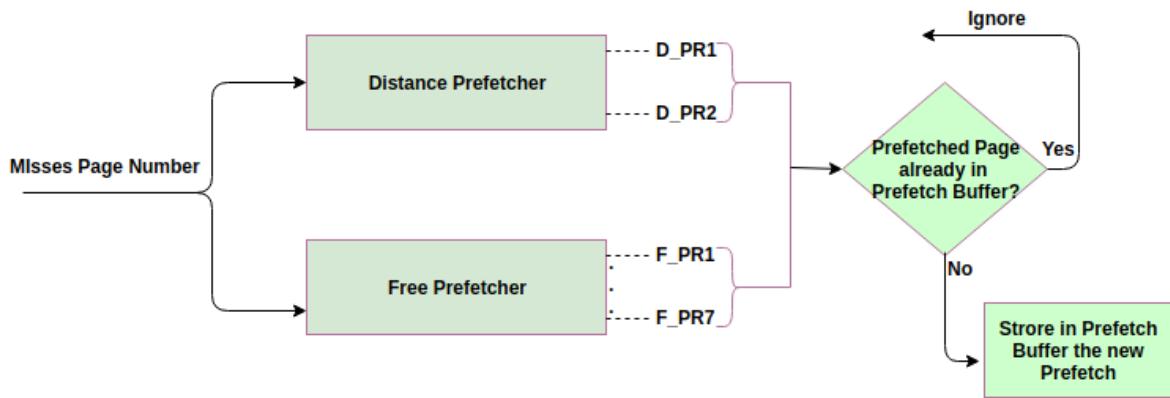 Ignore
D_PR1
Distance Prefetcher
D_PR2
MIsses Page Number
Prefetched Page
already in
Prefetch Buffer?
Yes
F_PR1
Free Prefetcher
F_PR7
No
Strore in Prefetch
Buffer the new
Prefetch